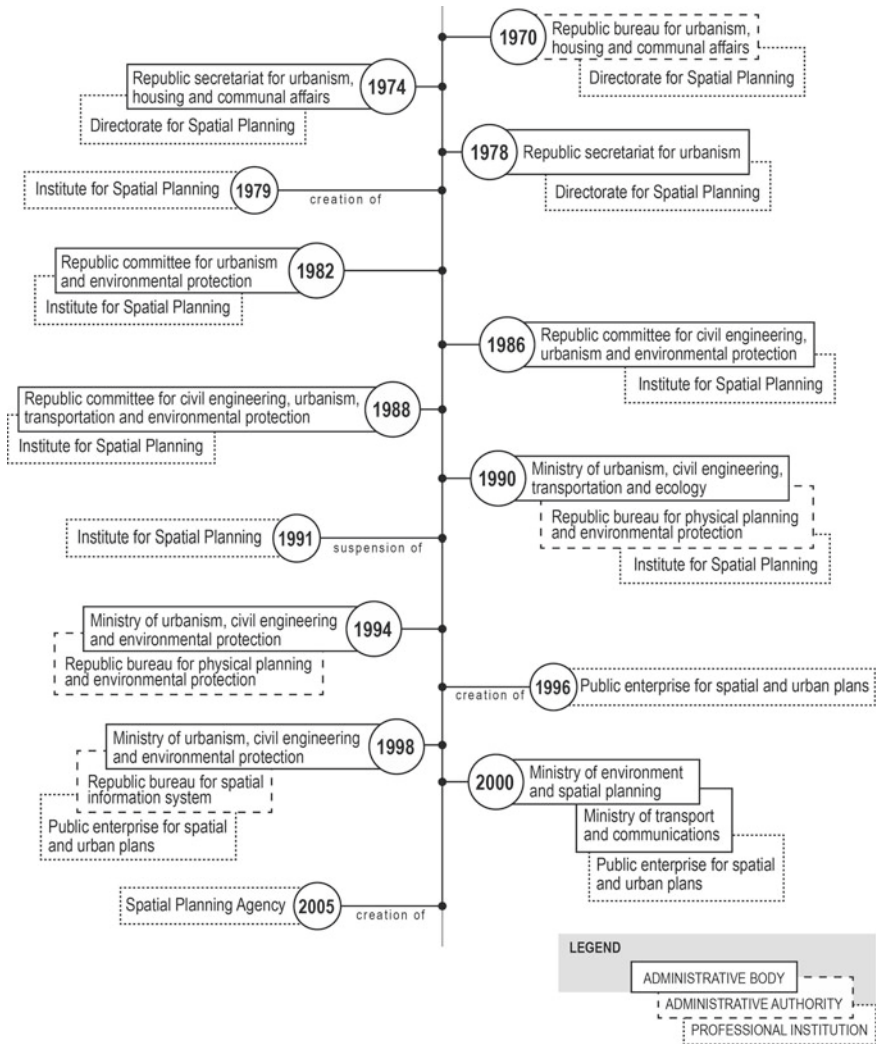 1970
Republic bureau for urbanism,
housing and communal affairs
Directorate for Spatial Planning
Republic secretariat for urbanism,
housing and communal affairs
1974
Directorate for Spatial Planning
1978
Republic secretariat for urbanism
Directorate for Spatial Planning
Institute for Spatial Planning
1979
creation of
Republic committee for urbanism
and environmental protection
1982
Institute for Spatial Planning
1986
Republic committee for civil engineering,
urbanism and environmental protection
Institute for Spatial Planning
Republic committee for civil engineering, urbanism,
transportation and environmental protection
1988
Institute for Spatial Planning
1990
Ministry of urbanism, civil engineering,
transportation and ecology
Republic bureau for physical planning
and environmental protection
Institute for Spatial Planning
Institute for Spatial Planning
1991
suspension of
Ministry of urbanism, civil engineering
and environmental protection
1994
Republic bureau for physical planning
and environmental protection
creation of
1996
Public enterprise for spatial and urban plans
Ministry of urbanism, civil engineering
and environmental protection
1998
Republic bureau for spatial
information system
Public enterprise for spatial
and urban plans
2000
Ministry of environment
and spatial planning
Ministry of transport
and communications
Public enterprise for spatial
and urban plans
Spatial Planning Agency
2005
creation of
LEGEND
ADMINISTRATIVE BODY
ADMINISTRATIVE AUTHORITY
PROFESSIONAL INSTITUTION